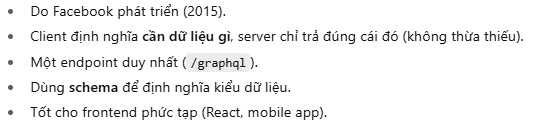 Do Facebook phát triển (2015).
Client định nghĩa cần dữ liệu gì, server chỉ trả đúng cái đó (không thừa thiếu).
Một endpoint duy nhất ( /graphql ).
Dùng schema để định nghĩa kiểu dữ liệu.
Tốt cho frontend phức tạp (React, mobile app).